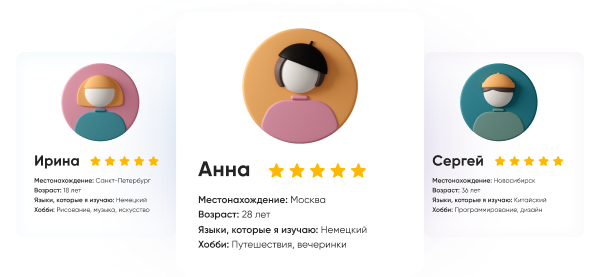 Ирина
Местонахождение: Санкт-Петербург
Возраст: 18 лет
Языки, которые я изучаю: Немецкий
Хобби: Рисование, музыка, искусство
Анна
Местонахождение: Москва
Возраст: 28 лет
Языки, которые я изучаю: Немецкий
Хобби: Путешествия, вечеринки
Сергей
Местонахождение: Новосибирск
Возраст: 36 лет
Языки, которые я изучаю: Китайский
Хобби: Программирование, дизайн